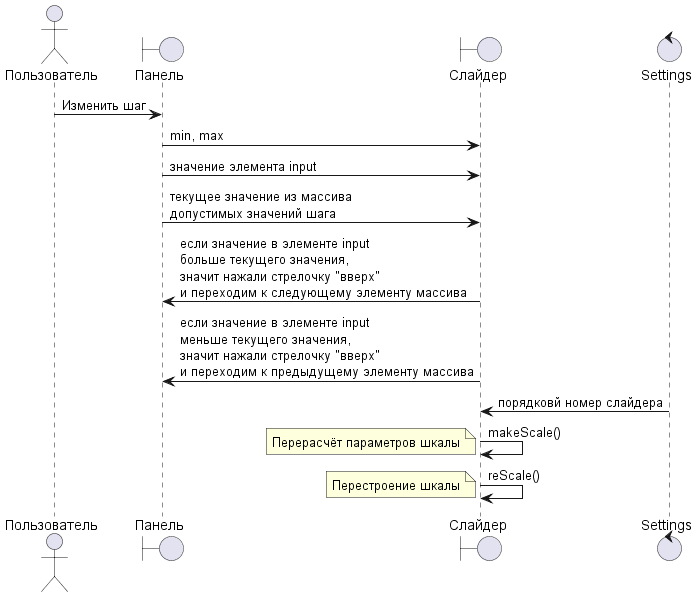 Пользователь
Панель
Слайдер
Settings
Изменить шаг
min, max
значение элемента input
текущее значение из массива
допустимых значений шага
если значение в элементе input
больше текущего значения,
значит нажали стрелочку "вверх"
и переходим к следующему элементу массива
если значение в элементе input
меньше текущего значения,
значит нажали стрелочку "вверх"
и переходим к предыдущему элементу массива
порядковй номер слайдера
makeScale()
Перерасчёт параметров шкалы
reScale()
Перестроение шкалы
Пользователь
Панель
Слайдер
Settings